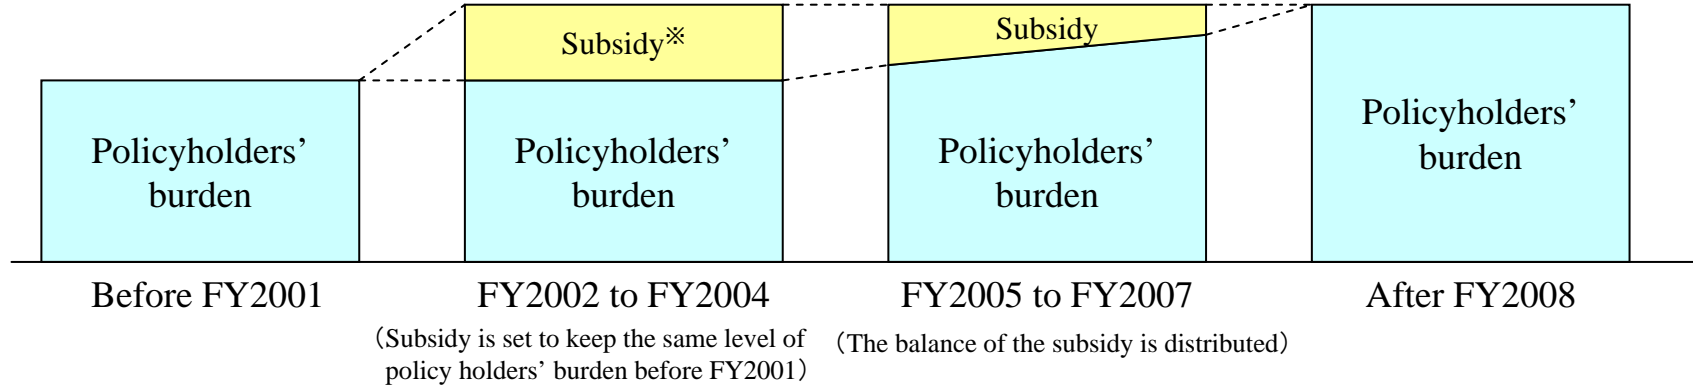 Subsidy※
Subsidy
Policyholders’
burden
Policyholders’
burden
Policyholders’
burden
Policyholders’
burden
Before FY2001
FY2002 to FY2004
FY2005 to FY2007
After FY2008
（Subsidy is set to keep the same level of
policy holders’ burden before FY2001）
（The balance of the subsidy is distributed）